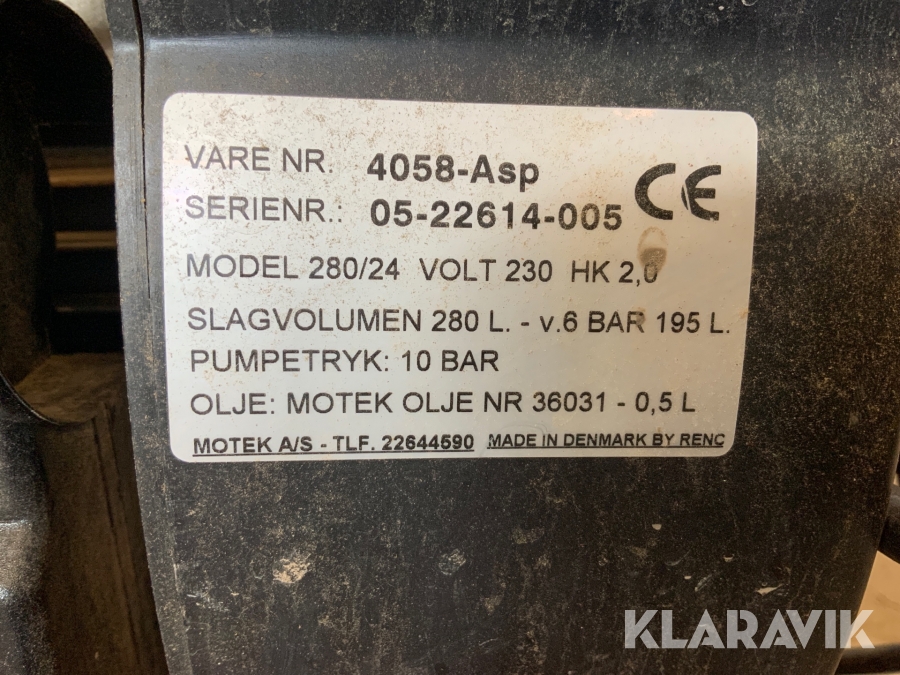 VARE NR. 4058-Asp
SERIENR.: 05-22614-005
CE
MODEL 280/24 VOLT 230 HK 2,0
SLAGVOLUMEN 280 L. - v.6 BAR 195 L.
PUMPETRYK: 10 BAR
OLJE: MOTEK OLJE NR 36031 - 0,5 L
MOTEK A/S - TLF. 22644590 MADE IN DENMARK BY RENC
KLARAVIK